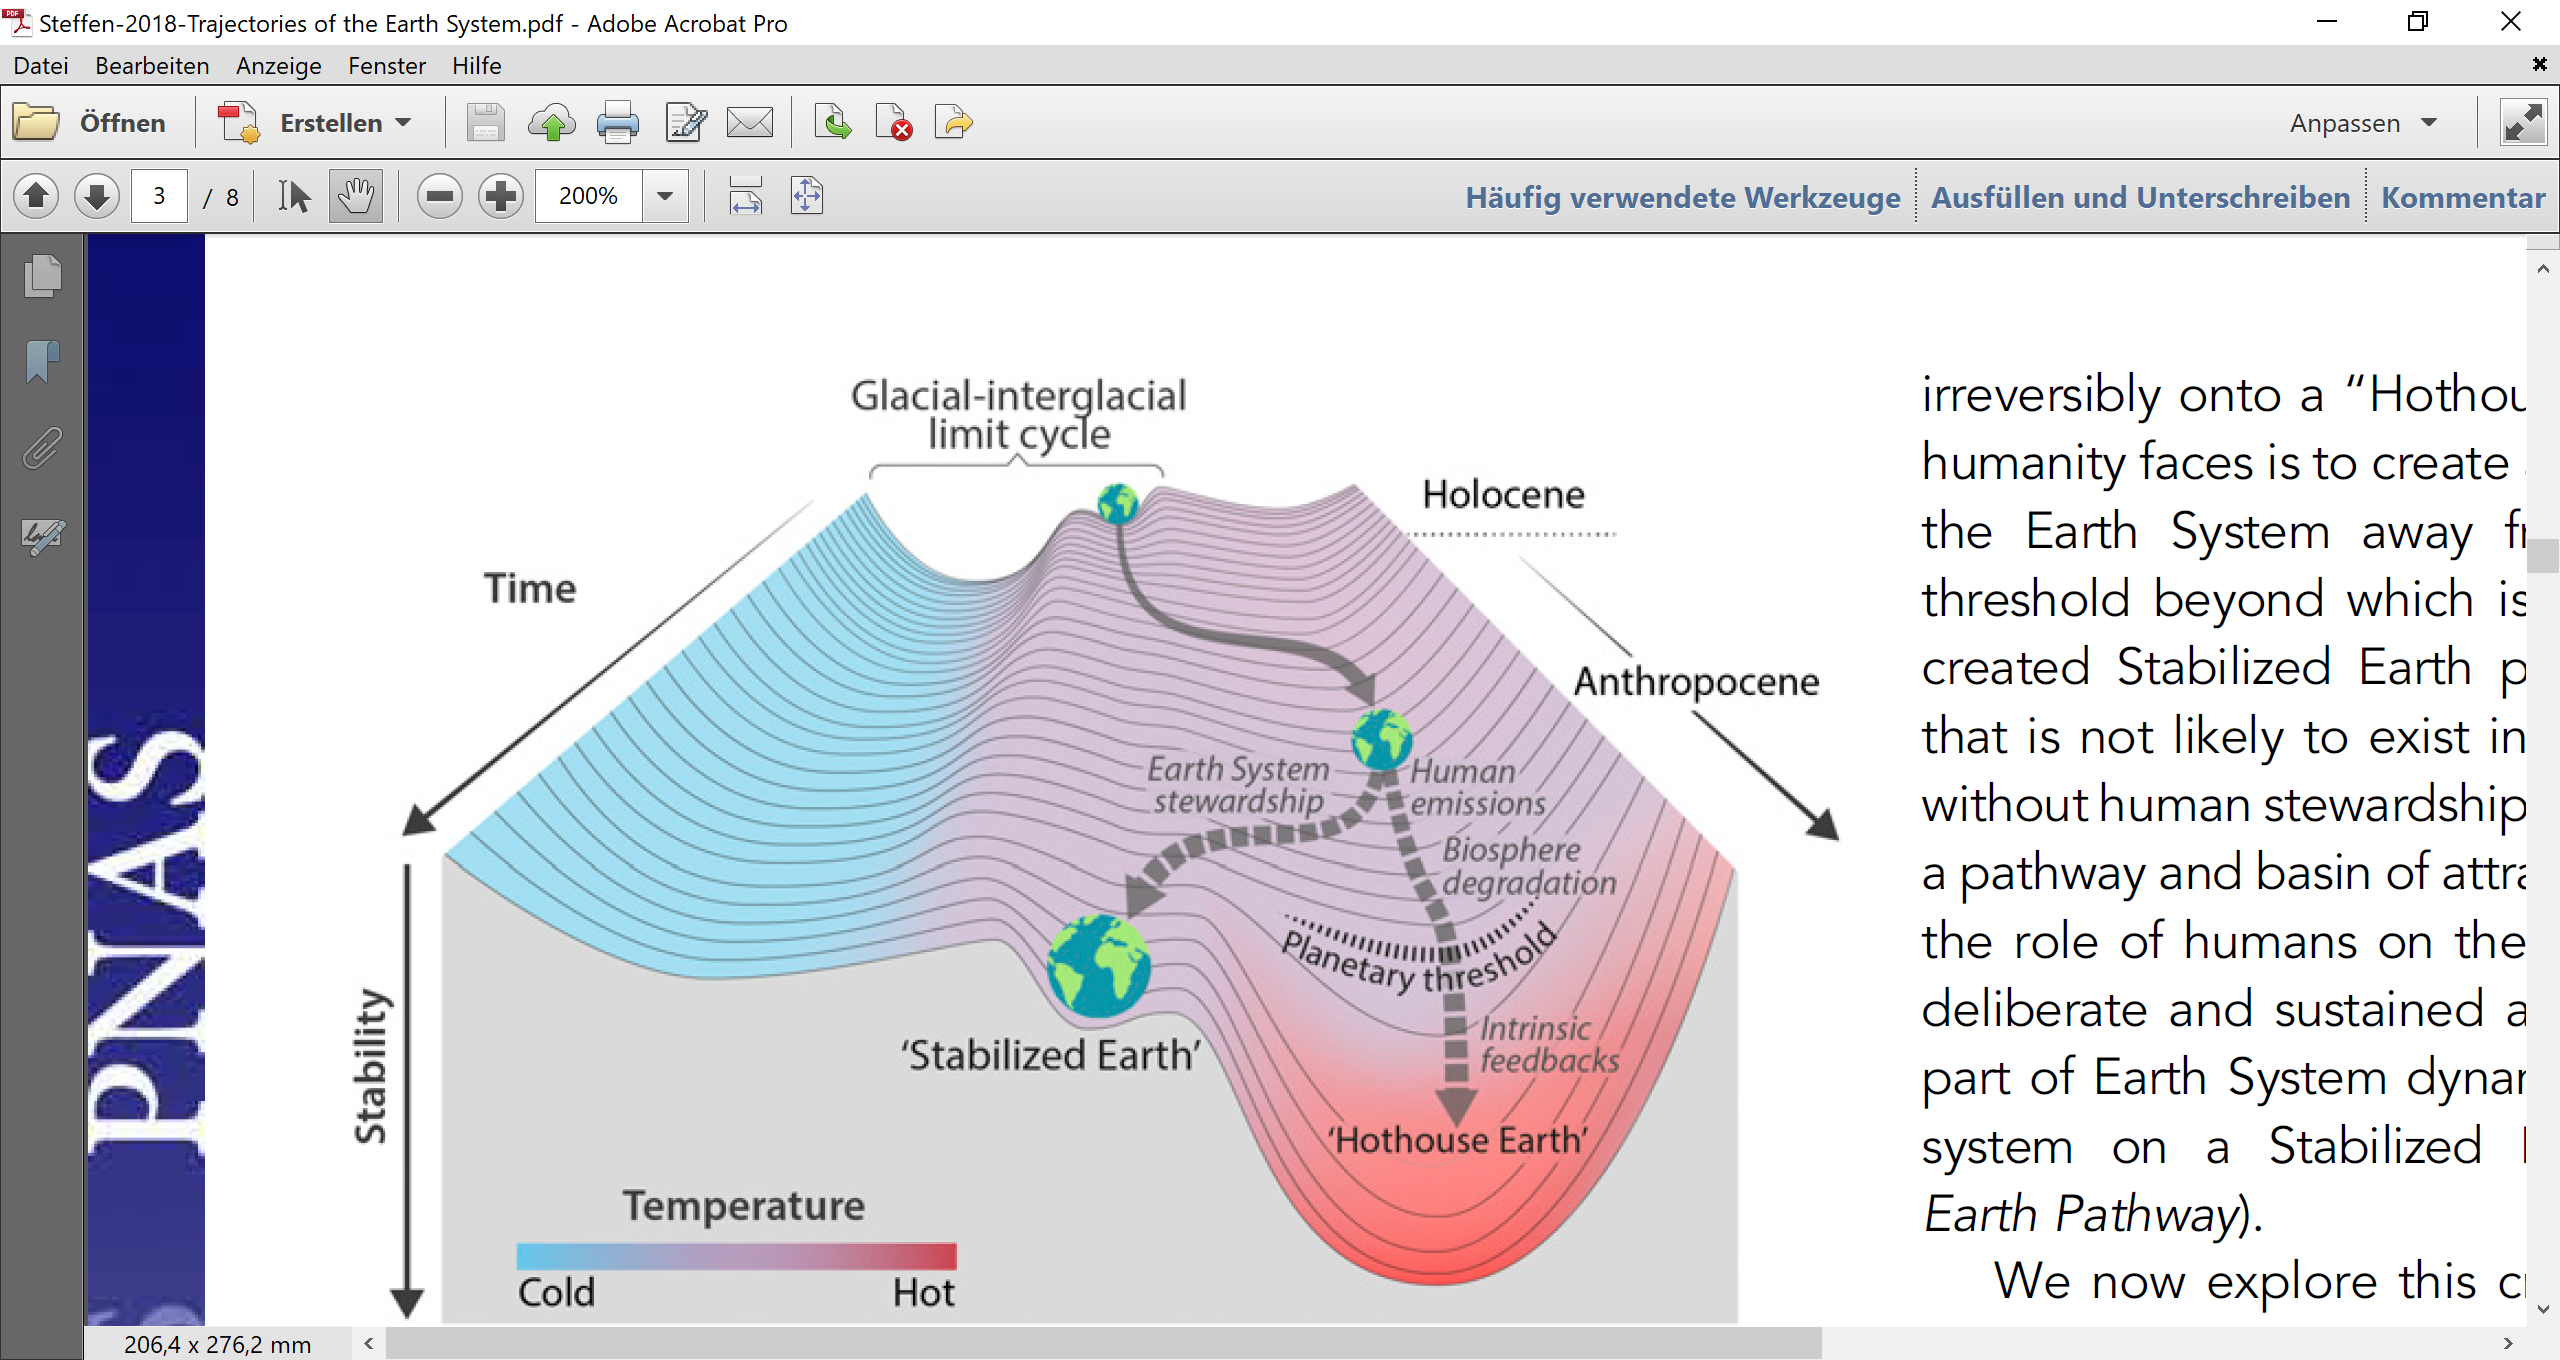 Steffen-2018-Trajectories of the Earth System.pdf - Adobe Acrobat Pro
Datei Bearbeiten Anzeige Fenster Hilfe
Öffnen Erstellen Anpassen
3 / 8 200% Häufig verwendete Werkzeuge Ausfüllen und Unterschreiben Kommentar
PNAS
Glacial-interglacial
limit cycle
Holocene
Time
Anthropocene
Earth System
stewardship
Human
emissions
Biosphere
degradation
Planetary threshold
Stability
'Stabilized Earth'
Intrinsic
feedbacks
'Hothouse Earth'
Temperature
Cold Hot
irreversibly onto a “Hothou
humanity faces is to create
the Earth System away fr
threshold beyond which is
created Stabilized Earth p
that is not likely to exist in
without human stewardship
a pathway and basin of attra
the role of humans on the
deliberate and sustained a
part of Earth System dynar
system on a Stabilized
Earth Pathway).
We now explore this cr
206,4 x 276,2 mm